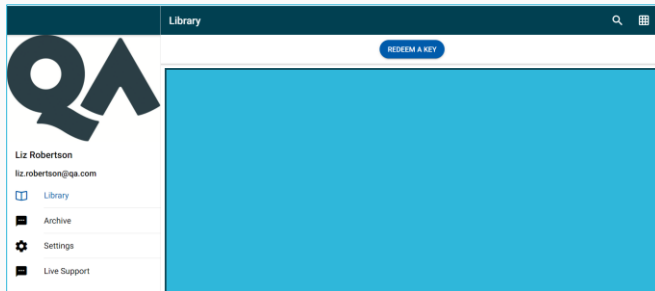 Library
REDEEM A KEY
QA
Liz Robertson
liz.robertson@qa.com
Library
Archive
Settings
Live Support